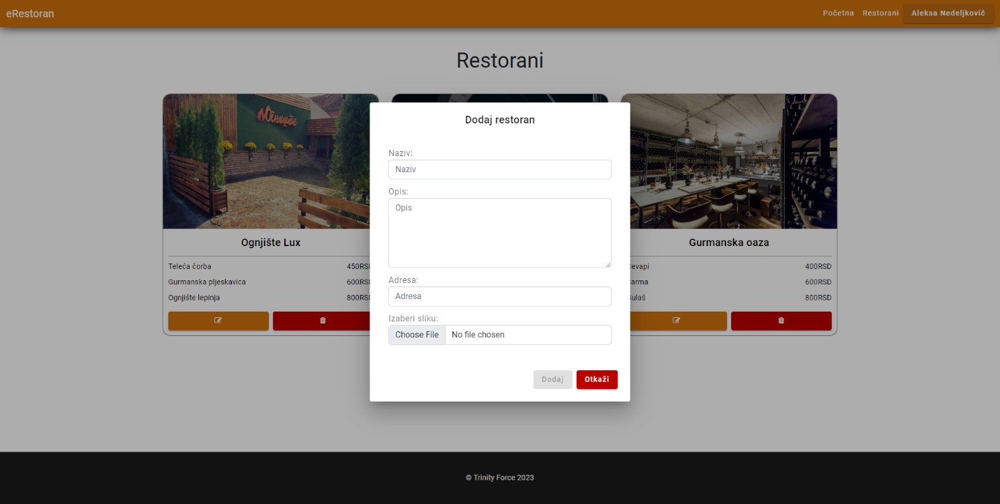 eRestoran
Početna Restorani Aleksa Nedeljković
Restorani
Огњиште
Dodaj restoran
Naziv:
Naziv
Opis:
Opis
Adresa:
Adresa
Izaberi sliku:
Choose File No file chosen
Dodaj Otkaži
Ognjište Lux
Teleća čorba 450RS
Gurmanska pljeskavica 600RS
Ognjište lepinja 800RS
Gurmanska oaza
evapi 400RSD
arma 600RSD
ulaš 800RSD
© Trinity Force 2023